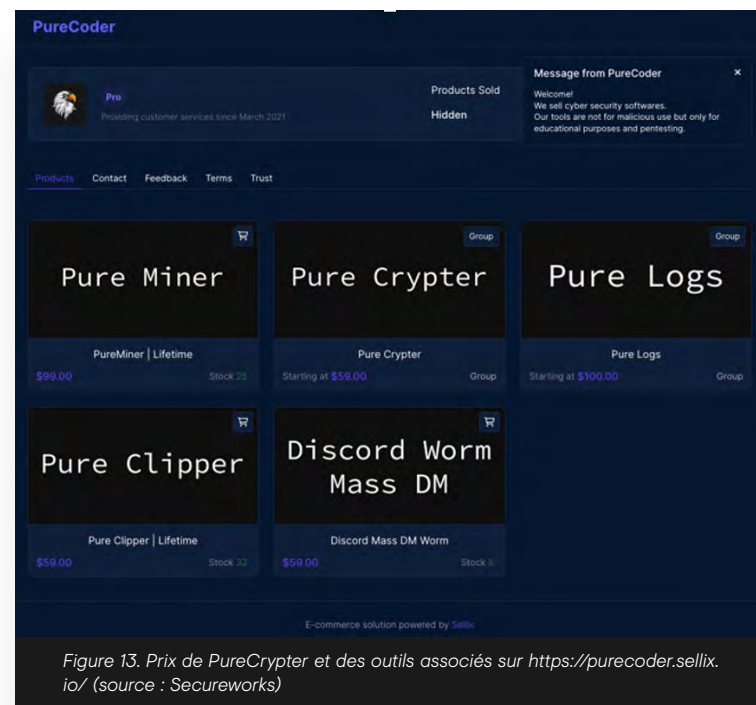 PureCoder
Pro
Providing customer services since March 2021
Products Sold
Hidden
Message from PureCoder
×
Welcome!
We sell cyber security softwares.
Our tools are not for malicious use but only for
educational purposes and pentesting.
Products Contact Feedback Terms Trust
Pure Miner
PureMiner | Lifetime
$99.00 Stock 25
Group
Pure Crypter
Pure Crypter
Starting at $59.00 Group
Group
Pure Logs
Pure Logs
Starting at $100.00 Group
Pure Clipper
Pure Clipper | Lifetime
$59.00 Stock 32
Discord Worm
Mass DM
Discord Mass DM Worm
$59.00 Stock
E-commerce solution powered by Sellix
Figure 13. Prix de PureCrypter et des outils associés sur https://purecoder.sellix.
io/ (source : Secureworks)